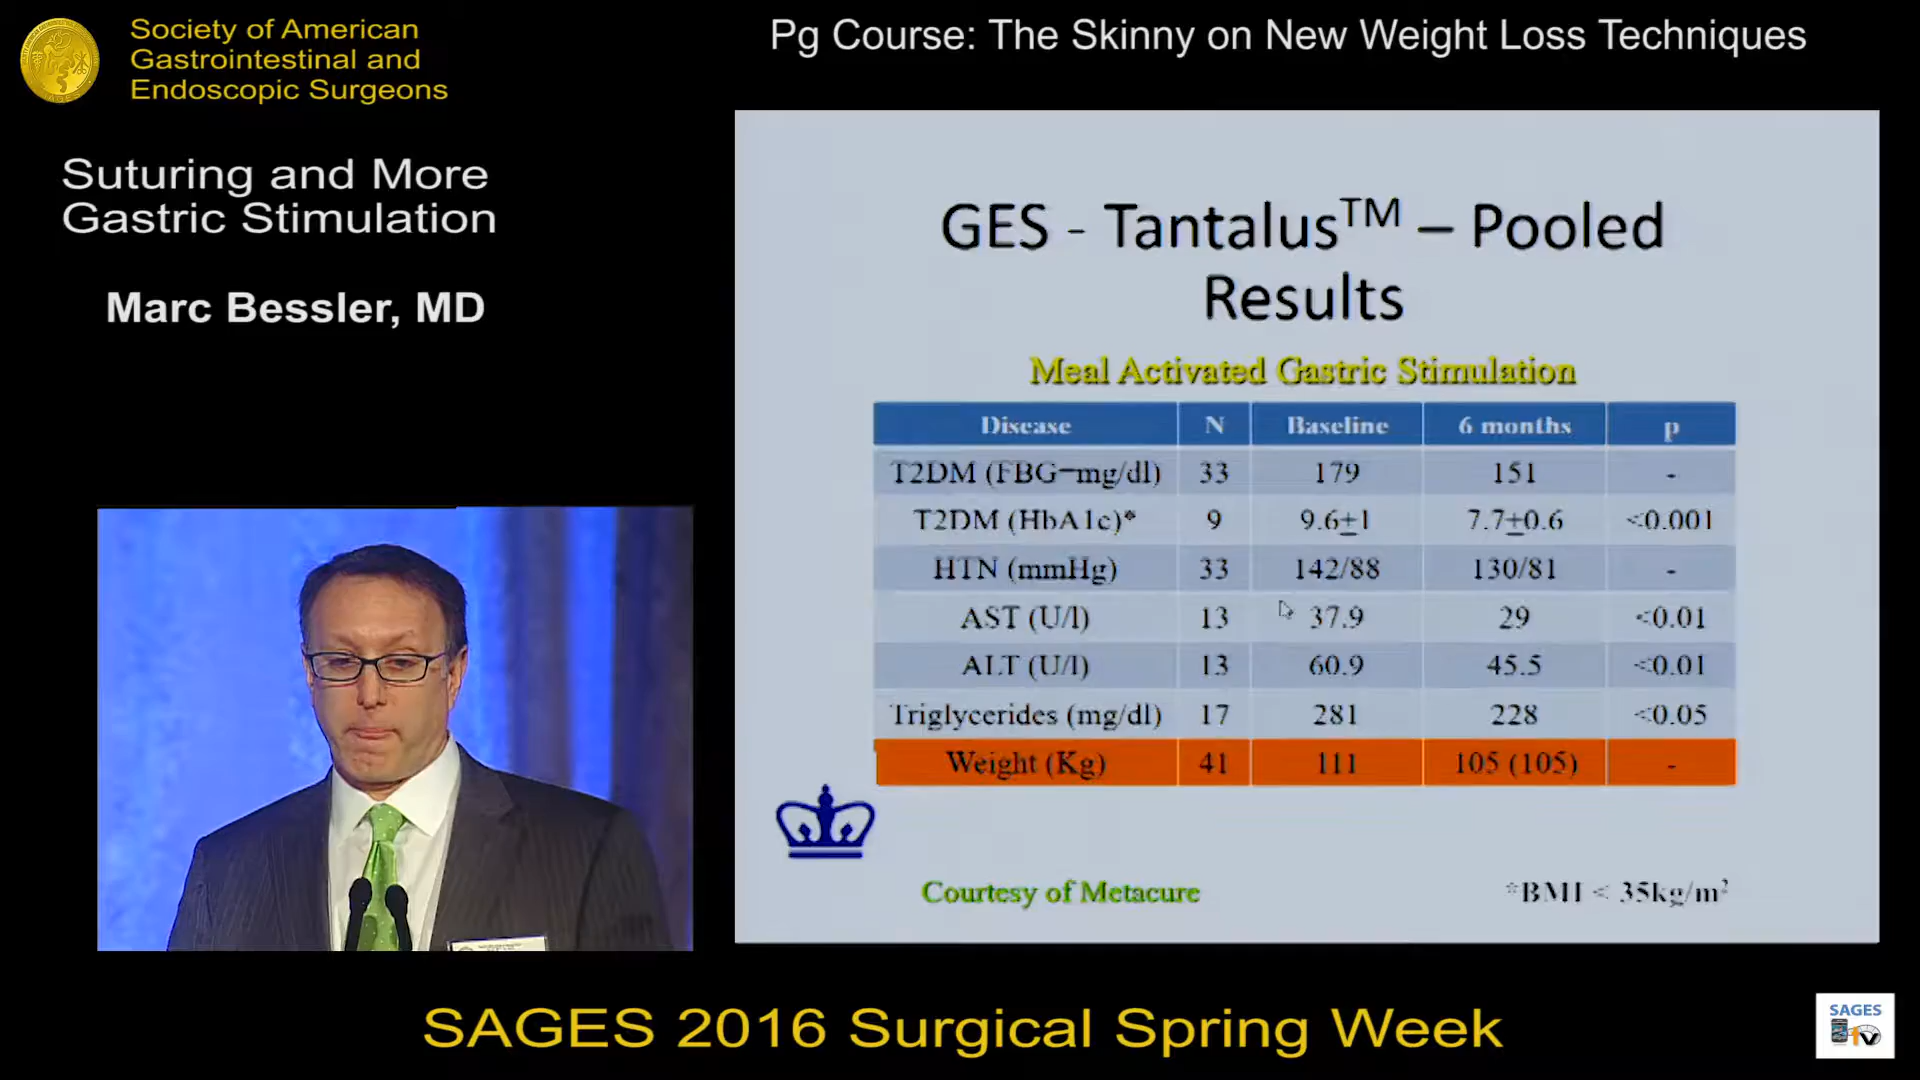 Society of American
Gastrointestinal and
Endoscopic Surgeons
Pg Course: The Skinny on New Weight Loss Techniques
Suturing and More
Gastric Stimulation
Marc Bessler, MD
GES - Tantalus™ – Pooled
Results
Meal Activated Gastric Stimulation
Disease N Baseline 6 months p
T2DM (FBG=mg/dl) 33 179 151 -
T2DM (HbA1c)* 9 9.6±1 7.7±0.6 <0.001
HTN (mmHg) 33 142/88 130/81 -
AST (U/l) 13 37.9 29 <0.01
ALT (U/l) 13 60.9 45.5 <0.01
Triglycerides (mg/dl) 17 281 228 <0.05
Weight (Kg) 41 111 105 (105) -
Courtesy of Metacure
*BMI < 35kg/m²
SAGES 2016 Surgical Spring Week
SAGES
TV